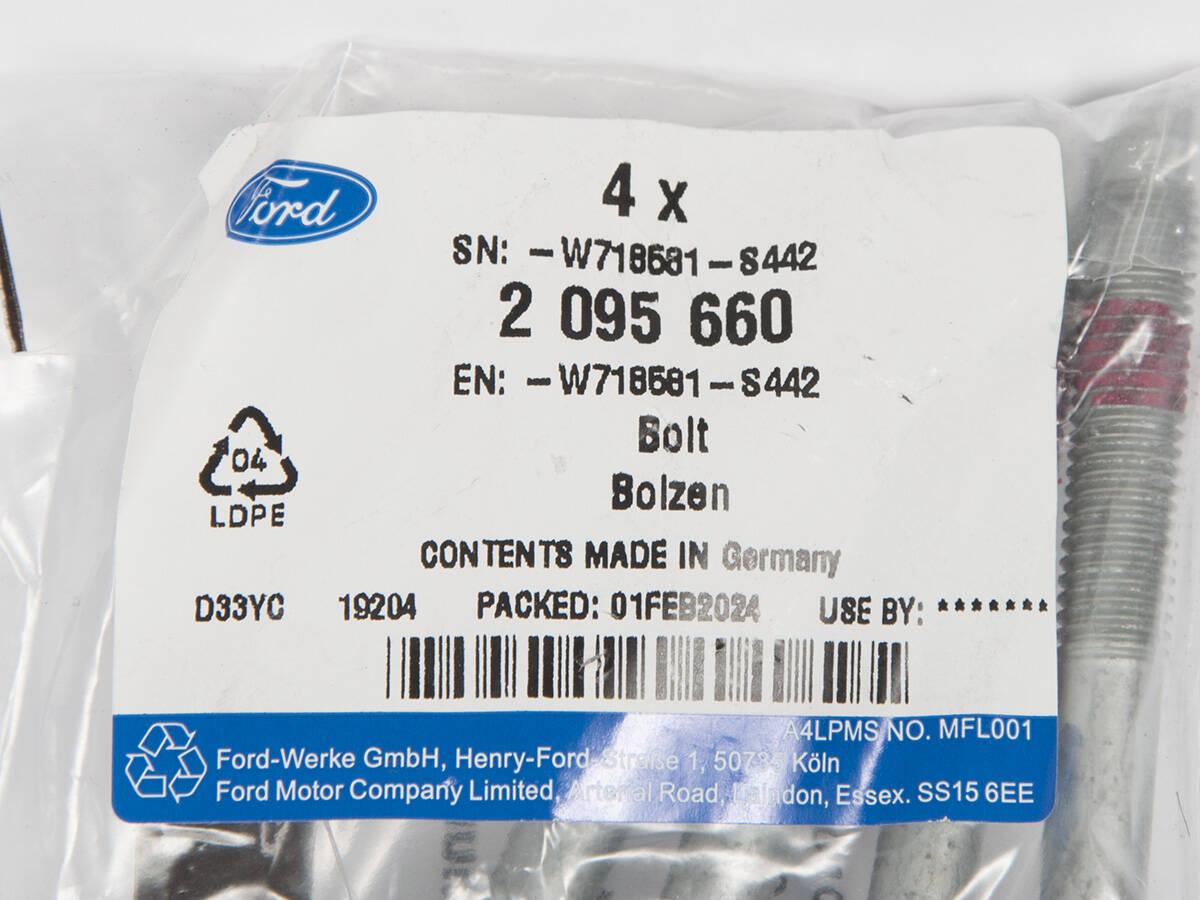 Ford
4 x
SN: -W718681-S442
2 095 660
EN: -W718681-S442
Bolt
Bolzen
04
LDPE
CONTENTS MADE IN Germany
D33YC 19204 PACKED: 01FEB2024 USE BY: *******
A4LPMS NO. MFL001
Ford-Werke GmbH, Henry-Ford-Straße 1, 50735 Köln
Ford Motor Company Limited, Arterial Road, Laindon, Essex. SS15 6EE